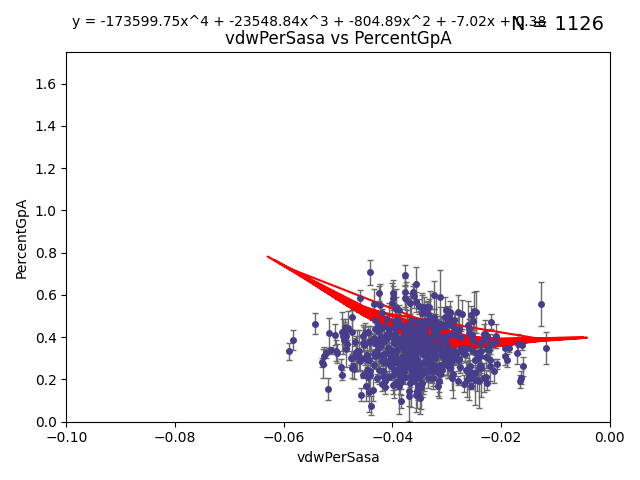 y = -173599.75x^4 + -23548.84x^3 + -804.89x^2 + -7.02x + 0.38
N = 1126
vdwPerSasa vs PercentGpA
PercentGpA
1.6
1.4
1.2
1.0
0.8
0.6
0.4
0.2
0.0
−0.10 −0.08 −0.06 −0.04 −0.02 0.00
vdwPerSasa